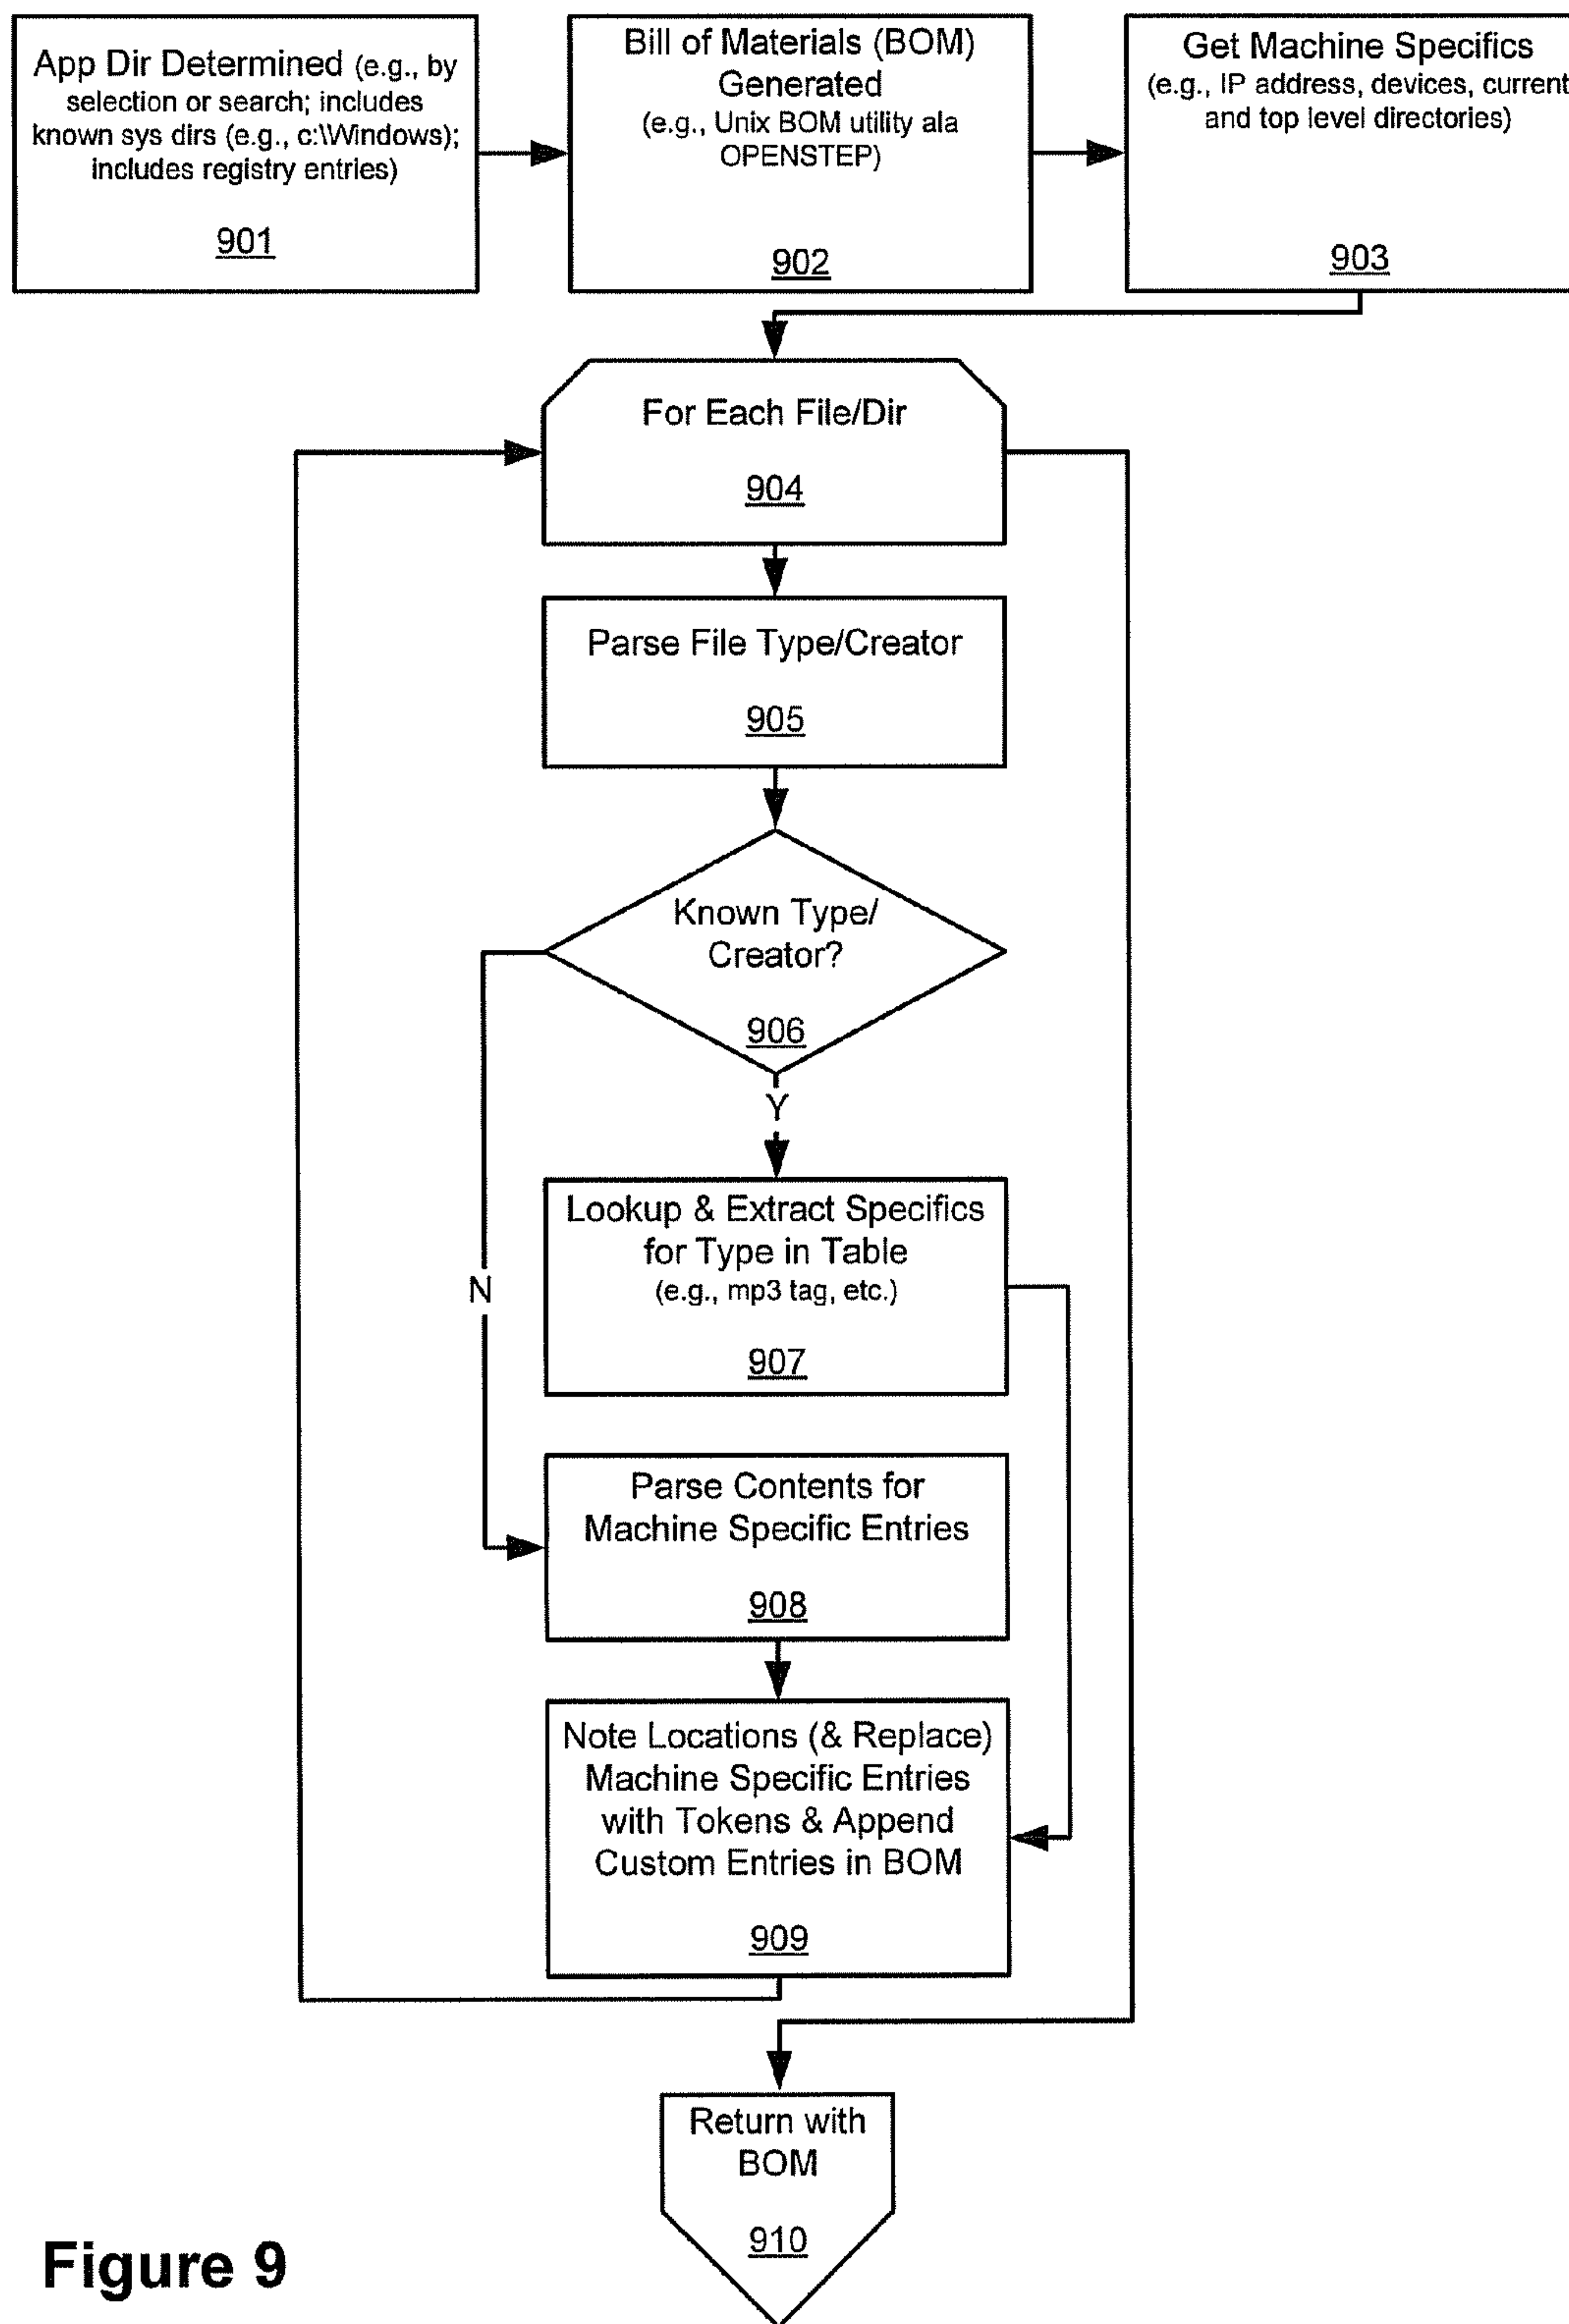 App Dir Determined (e.g., by
selection or search; includes
known sys dirs (e.g., c:\Windows);
includes registry entries)
901
Bill of Materials (BOM)
Generated
(e.g., Unix BOM utility ala
OPENSTEP)
902
Get Machine Specifics
(e.g., IP address, devices, current
and top level directories)
903
For Each File/Dir
904
Parse File Type/Creator
905
Known Type/
Creator?
906
Y
Lookup & Extract Specifics
for Type in Table
(e.g., mp3 tag, etc.)
907
N
Parse Contents for
Machine Specific Entries
908
Note Locations (& Replace)
Machine Specific Entries
with Tokens & Append
Custom Entries in BOM
909
Return with
BOM
910
Figure 9